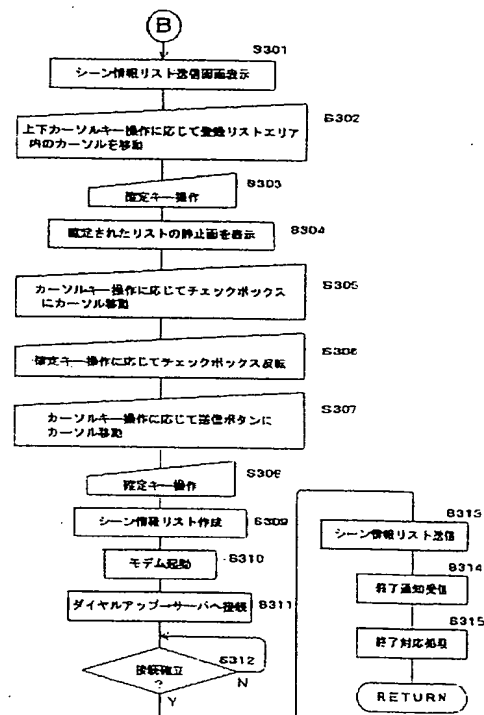 B
S301
シーン情報リスト送信画面表示
S302
上下カーソルキー操作に応じて登録リストエリア
内のカーソルを移動
S303
確定キー操作
S304
確定されたリストの静止画を表示
S305
カーソルキー操作に応じてチェックボックス
にカーソル移動
S306
確定キー操作に応じてチェックボックス反転
S307
カーソルキー操作に応じて送信ボタンに
カーソル移動
S308
確定キー操作
シーン情報リスト作成
S309
S310
モデム起動
ダイヤルアップーサーバへ接続
S311
S312
接続確立
?
N
Y
S313
シーン情報リスト送信
S314
終了通知受信
S315
終了対応処理
RETURN